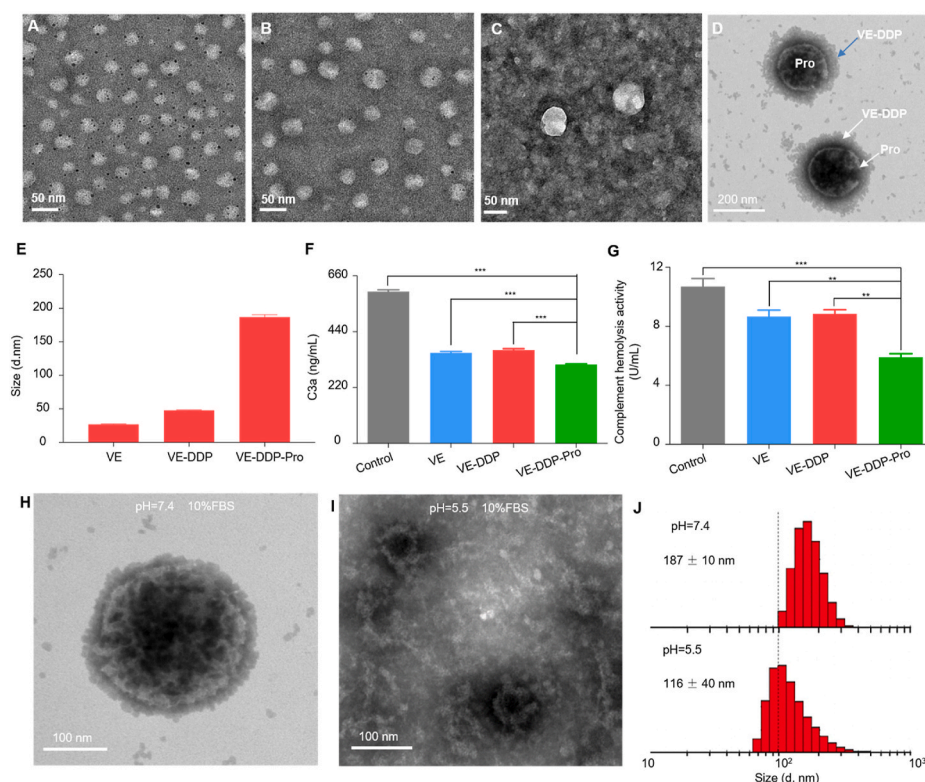 A
50 nm
B
50 nm
C
50 nm
D
VE-DDP
Pro
VE-DDP
Pro
200 nm
E
Size (d.nm)
250
200
150
100
50
0
VE
VE-DDP
VE-DDP-Pro
F
C3a (ng/mL)
660
440
220
0
***
***
***
Control
VE
VE-DDP
VE-DDP-Pro
G
Complement hemolysis activity
(U/mL)
12
8
4
0
***
**
**
Control
VE
VE-DDP
VE-DDP-Pro
H
pH=7.4 10%FBS
100 nm
I
pH=5.5 10%FBS
100 nm
J
pH=7.4
187 ± 10 nm
pH=5.5
116 ± 40 nm
10
10²
10³
Size (d. nm)